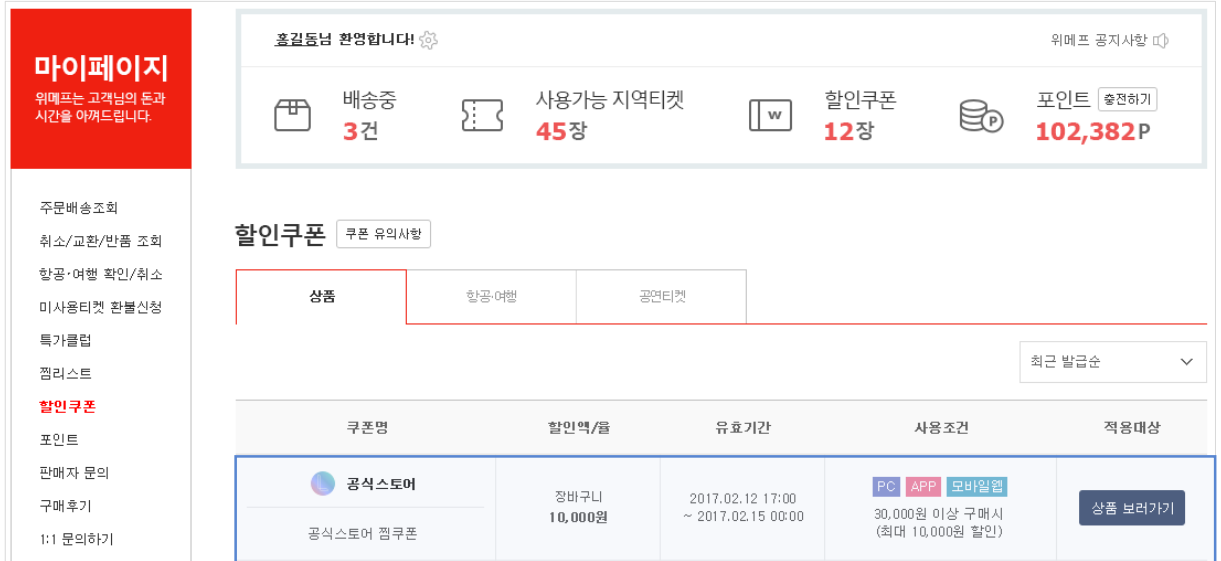 마이페이지
위메프는 고객님의 돈과
시간을 아껴드립니다.
홍길동님 환영합니다!
위메프 공지사항
배송중
3건
사용가능 지역티켓
45장
W
할인쿠폰
12장
P
포인트 충전하기
102,382P
주문배송조회
취소/교환/반품 조회
항공·여행 확인/취소
미사용티켓 환불신청
특가클럽
찜리스트
할인쿠폰
포인트
판매자 문의
구매후기
1:1 문의하기
할인쿠폰 쿠폰 유의사항
상품 항공·여행 공연티켓
최근 발급순
쿠폰명 할인액/율 유효기간 사용조건 적용대상
공식스토어
공식스토어 찜쿠폰
장바구니
10,000원
2017.02.12 17:00
~ 2017.02.15 00:00
PC APP 모바일웹
30,000원 이상 구매시
(최대 10,000원 할인)
상품 보러가기